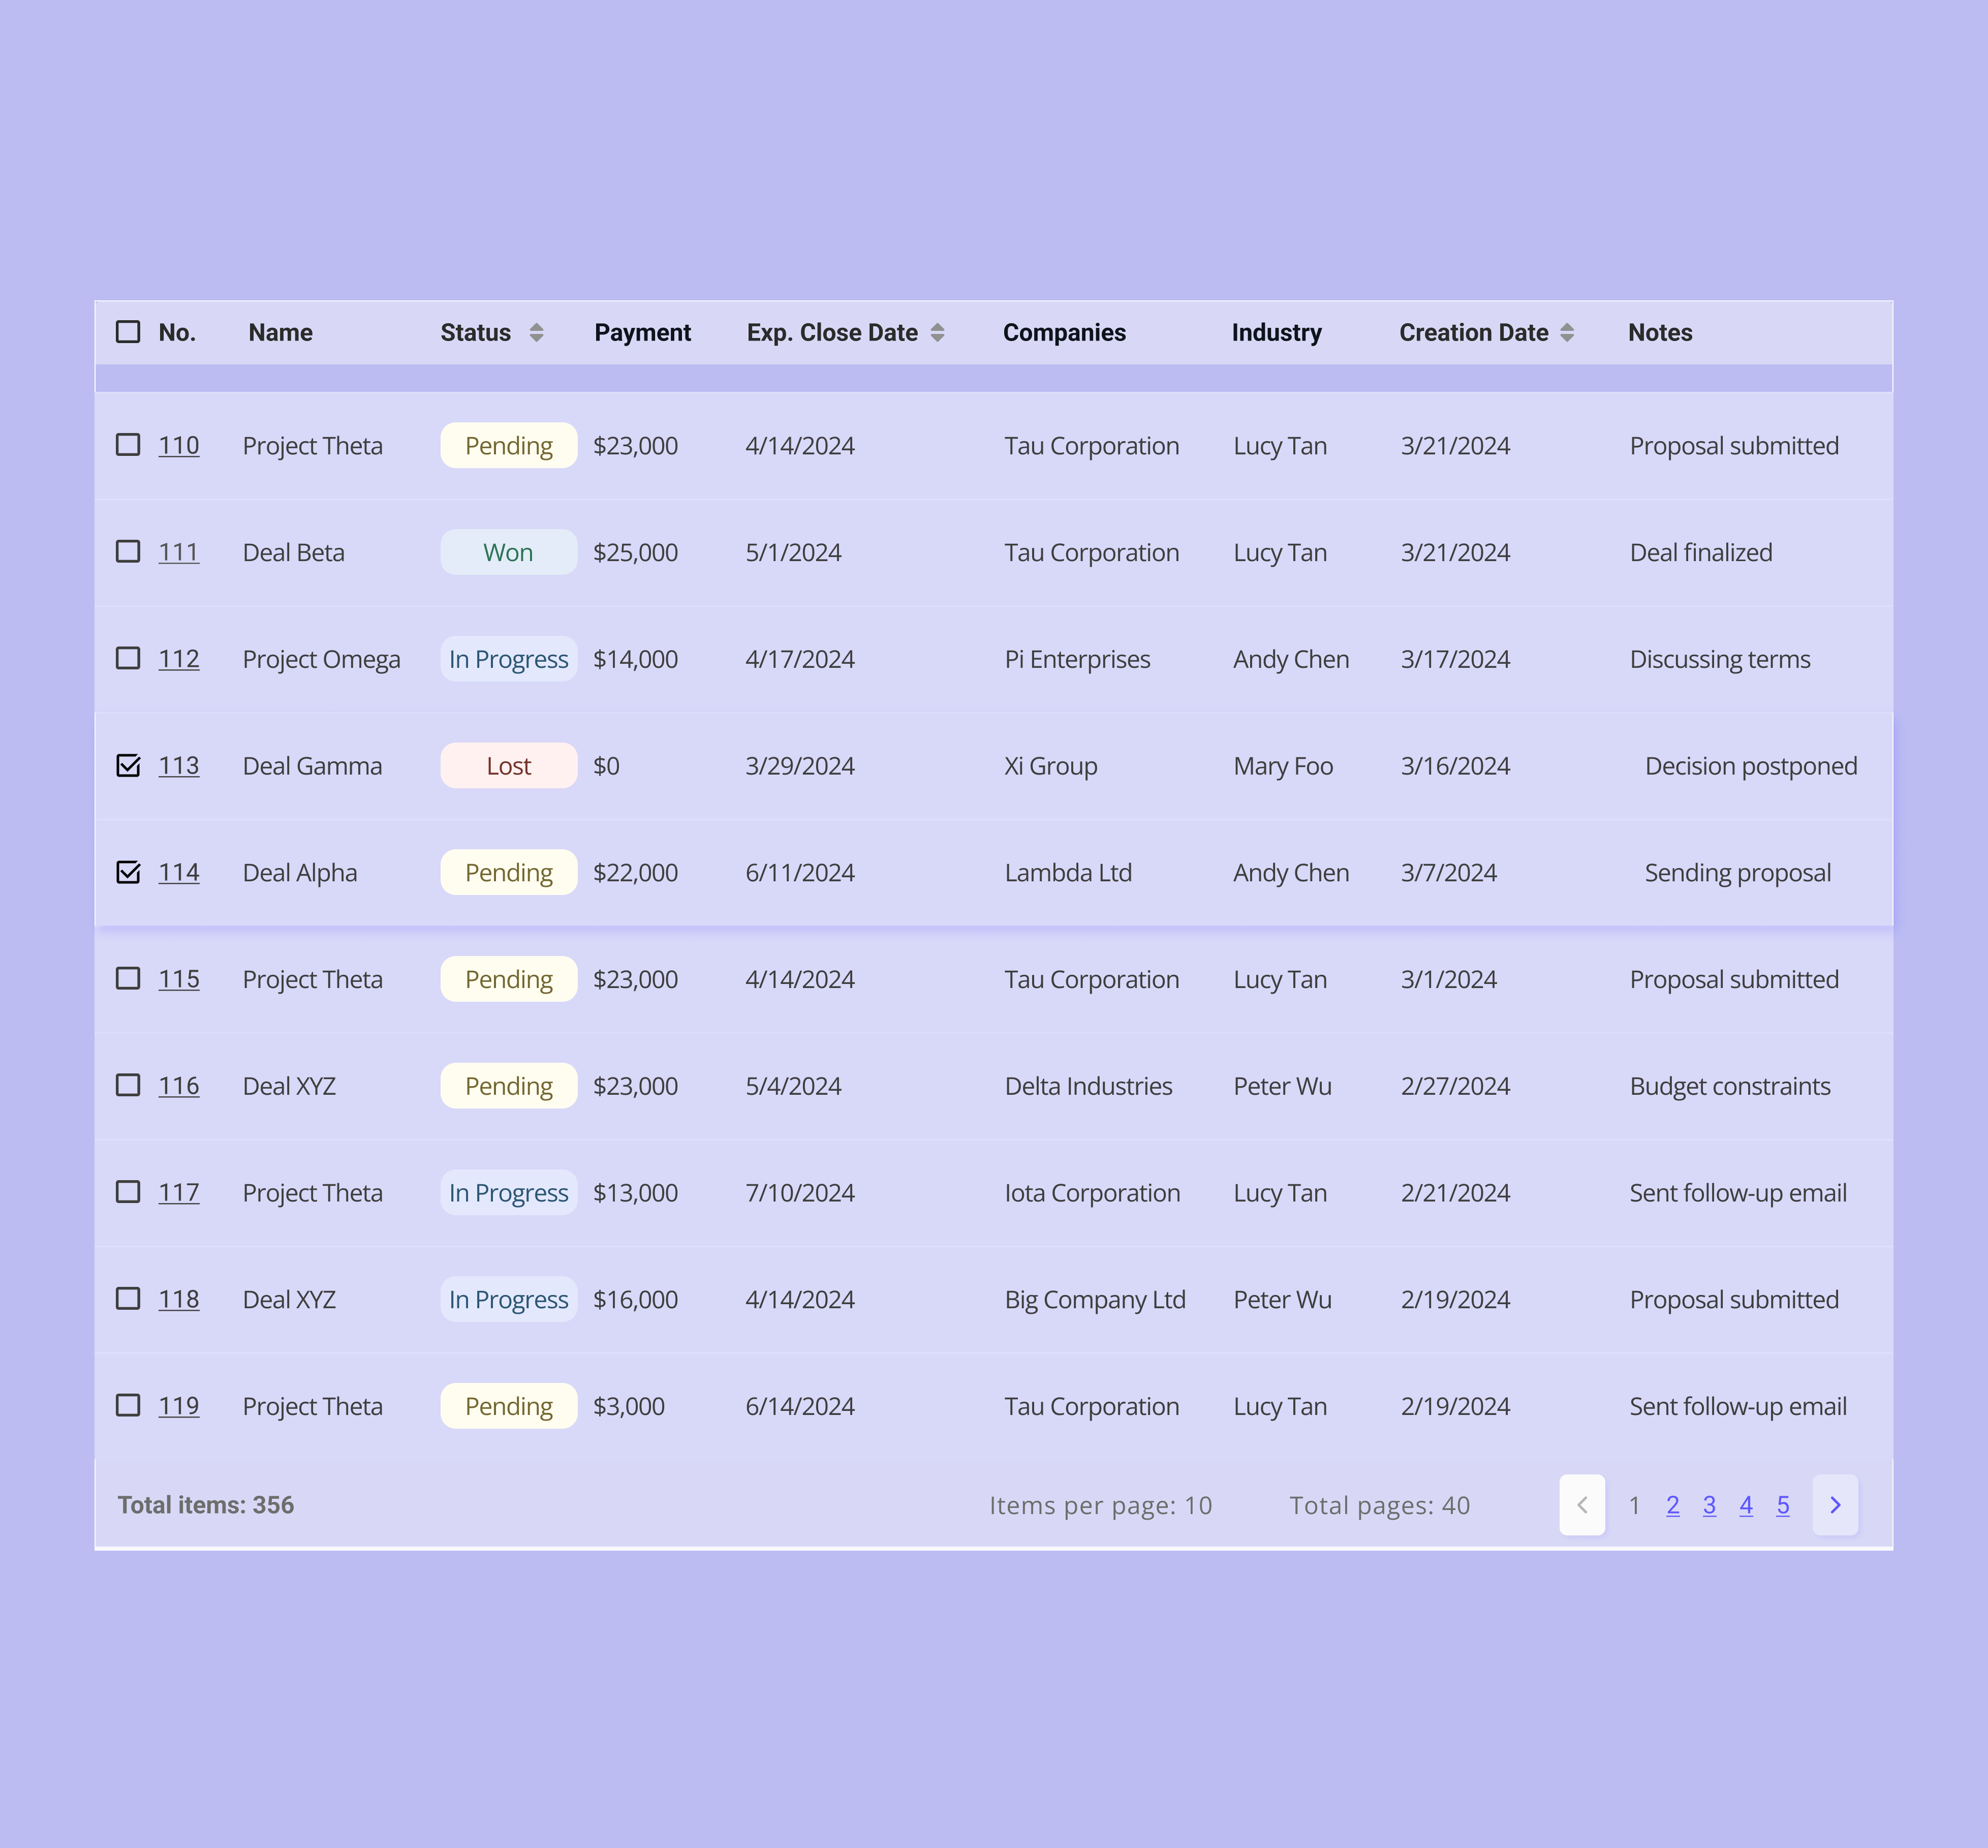 No. Name Status Payment Exp. Close Date Companies Industry Creation Date Notes
110 Project Theta Pending $23,000 4/14/2024 Tau Corporation Lucy Tan 3/21/2024 Proposal submitted
111 Deal Beta Won $25,000 5/1/2024 Tau Corporation Lucy Tan 3/21/2024 Deal finalized
112 Project Omega In Progress $14,000 4/17/2024 Pi Enterprises Andy Chen 3/17/2024 Discussing terms
113 Deal Gamma Lost $0 3/29/2024 Xi Group Mary Foo 3/16/2024 Decision postponed
114 Deal Alpha Pending $22,000 6/11/2024 Lambda Ltd Andy Chen 3/7/2024 Sending proposal
115 Project Theta Pending $23,000 4/14/2024 Tau Corporation Lucy Tan 3/1/2024 Proposal submitted
116 Deal XYZ Pending $23,000 5/4/2024 Delta Industries Peter Wu 2/27/2024 Budget constraints
117 Project Theta In Progress $13,000 7/10/2024 Iota Corporation Lucy Tan 2/21/2024 Sent follow-up email
118 Deal XYZ In Progress $16,000 4/14/2024 Big Company Ltd Peter Wu 2/19/2024 Proposal submitted
119 Project Theta Pending $3,000 6/14/2024 Tau Corporation Lucy Tan 2/19/2024 Sent follow-up email
Total items: 356 Items per page: 10 Total pages: 40 1 2 3 4 5